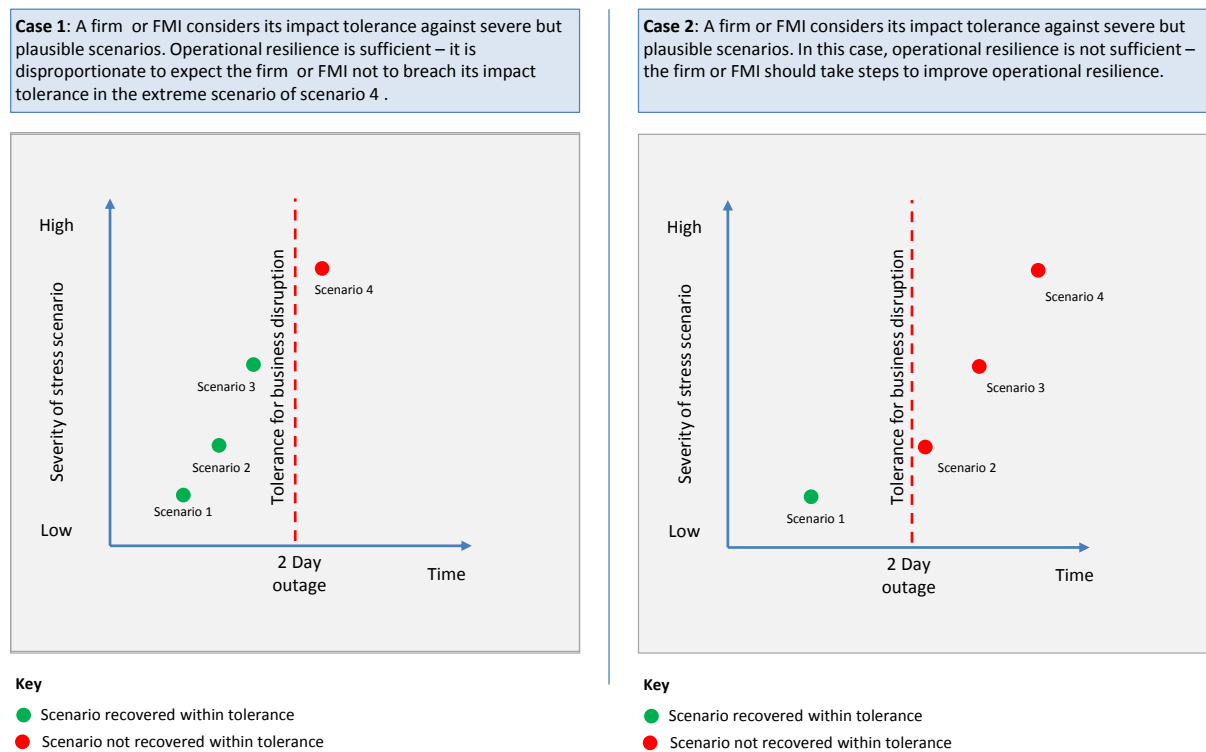 Case 1: A firm or FMI considers its impact tolerance against severe but
plausible scenarios. Operational resilience is sufficient – it is
disproportionate to expect the firm or FMI not to breach its impact
tolerance in the extreme scenario of scenario 4 .
High
Severity of stress scenario
Low
Tolerance for business disruption
Scenario 4
Scenario 3
Scenario 2
Scenario 1
2 Day
outage
Time
Key
Scenario recovered within tolerance
Scenario not recovered within tolerance
Case 2: A firm or FMI considers its impact tolerance against severe but
plausible scenarios. In this case, operational resilience is not sufficient –
the firm or FMI should take steps to improve operational resilience.
High
Severity of stress scenario
Low
Tolerance for business disruption
Scenario 4
Scenario 3
Scenario 2
Scenario 1
2 Day
outage
Time
Key
Scenario recovered within tolerance
Scenario not recovered within tolerance